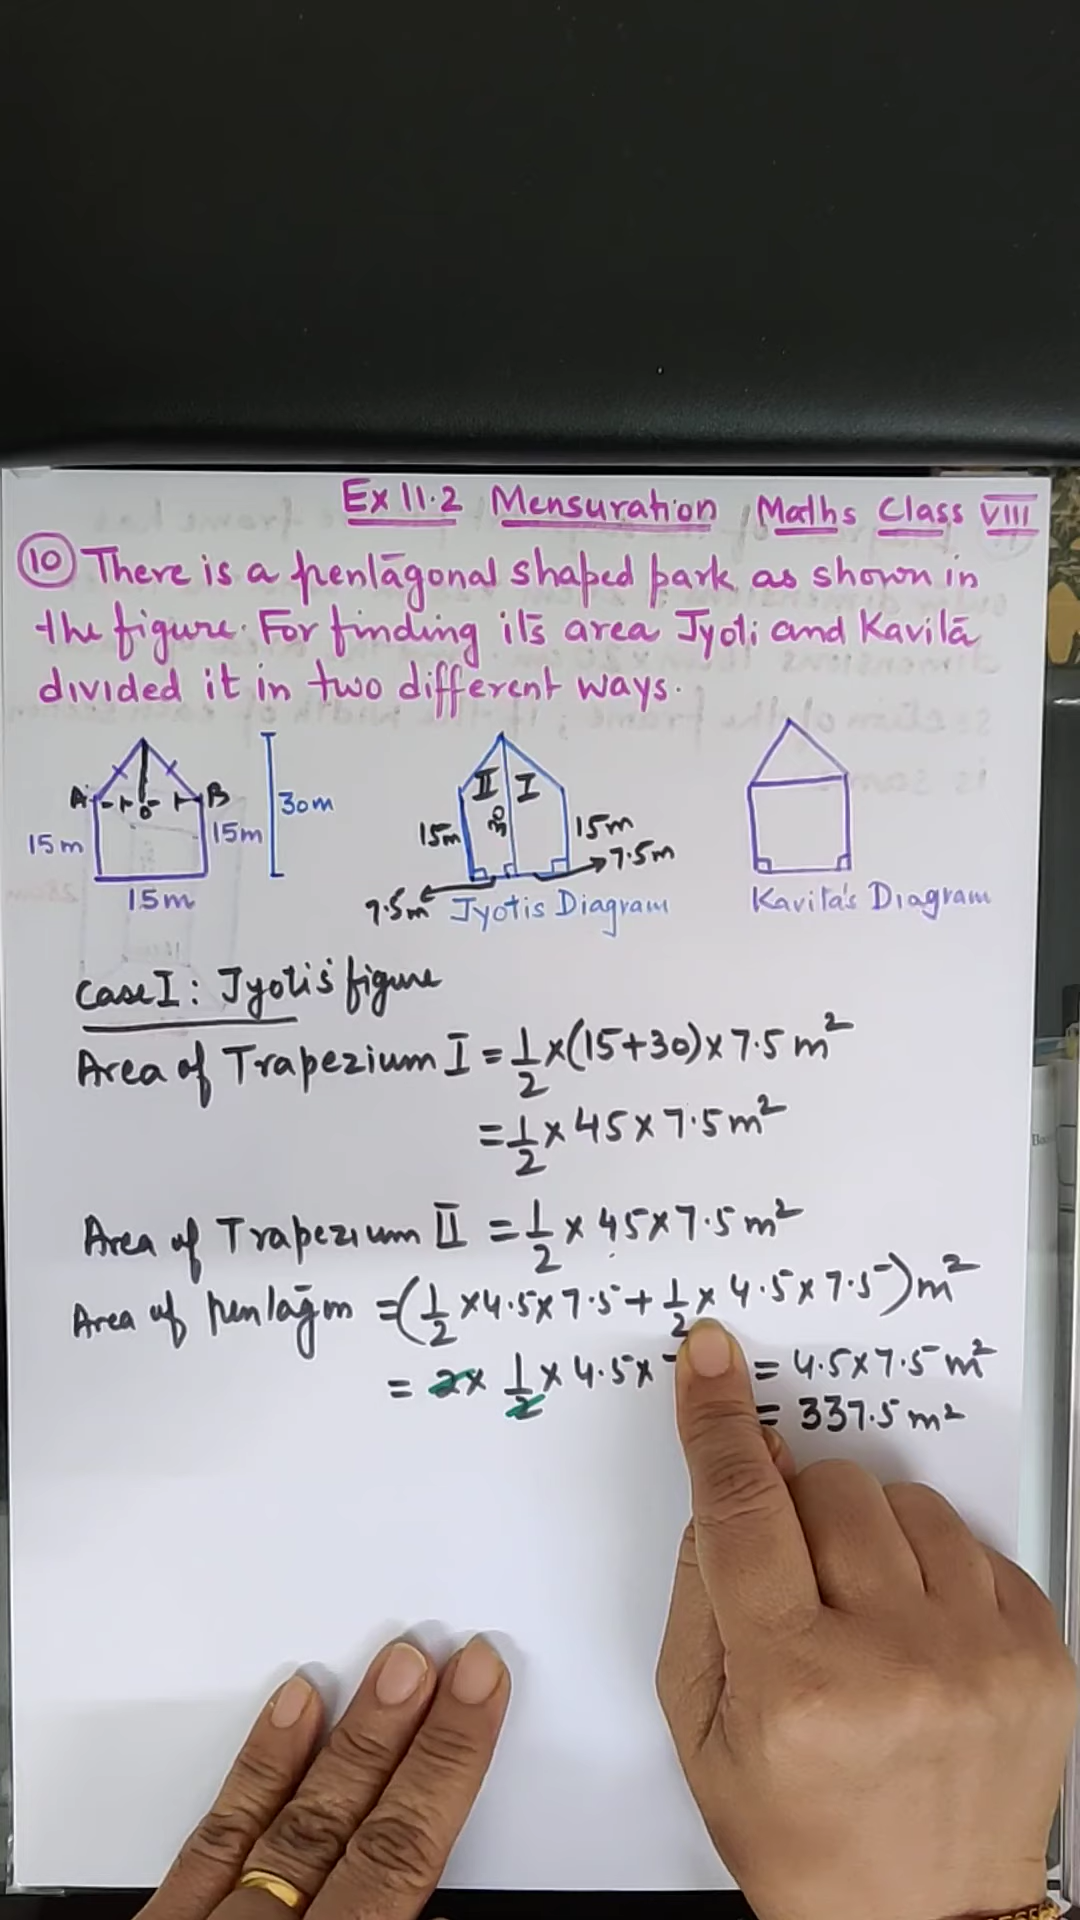 Ex 11.2 Mensuration Maths Class VIII
10 There is a pentagonal shaped park as shown in
the figure. For finding its area Jyoti and Kavita
divided it in two different ways.
A B
O
15m 15m 30m
15m
II I
15m 15m
7.5m
7.5m Jyotis Diagram
Kavita's Diagram
Case I: Jyotis figure
Area of Trapezium I = 1/2 × (15+30) × 7.5 m²
= 1/2 × 45 × 7.5 m²
Area of Trapezium II = 1/2 × 45 × 7.5 m²
Area of pentagon = (1/2 × 4.5 × 7.5 + 1/2 × 4.5 × 7.5) m²
= 2 × 1/2 × 4.5 × = 4.5 × 7.5 m²
= 337.5 m²